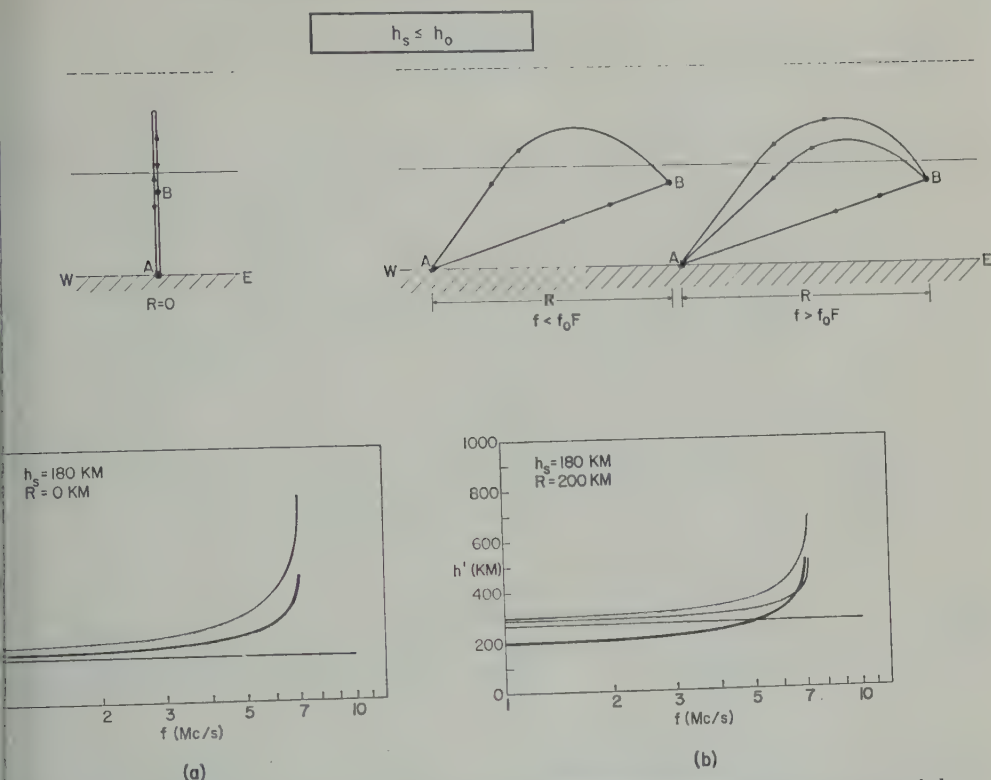 h_s ≤ h_o
B
A
W
E
R=0
B
A
W
R
f < f_oF
B
A
E
R
f > f_oF
h_s = 180 KM
R = 0 KM
2 3 5 7 10
f (Mc/s)
(a)
1000
800
600
h' (KM)
400
200
0
h_s = 180 KM
R = 200 KM
1 2 3 5 7 10
f (Mc/s)
(b)